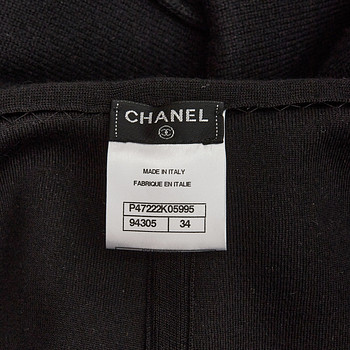 CHANEL
MADE IN ITALY
FABRIQUE EN ITALIE
P47222K05995
94305 34